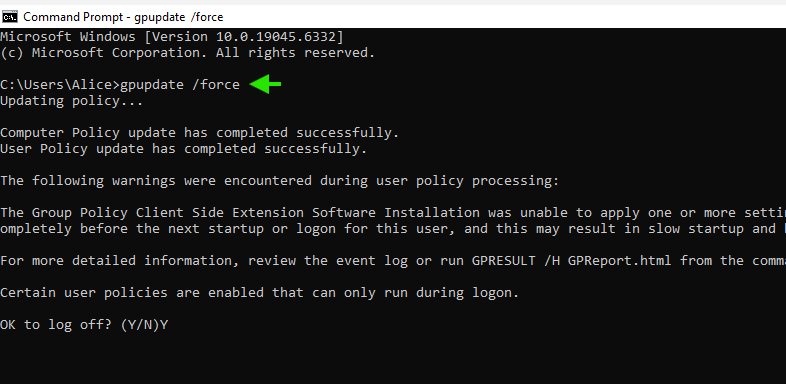 Command Prompt - gpupdate /force
Microsoft Windows [Version 10.0.19045.6332]
(c) Microsoft Corporation. All rights reserved.
C:\Users\Alice>gpupdate /force
Updating policy...
Computer Policy update has completed successfully.
User Policy update has completed successfully.
The following warnings were encountered during user policy processing:
The Group Policy Client Side Extension Software Installation was unable to apply one or more setti
ompletely before the next startup or logon for this user, and this may result in slow startup and
For more detailed information, review the event log or run GPRESULT /H GPReport.html from the comma
Certain user policies are enabled that can only run during logon.
OK to log off? (Y/N)Y